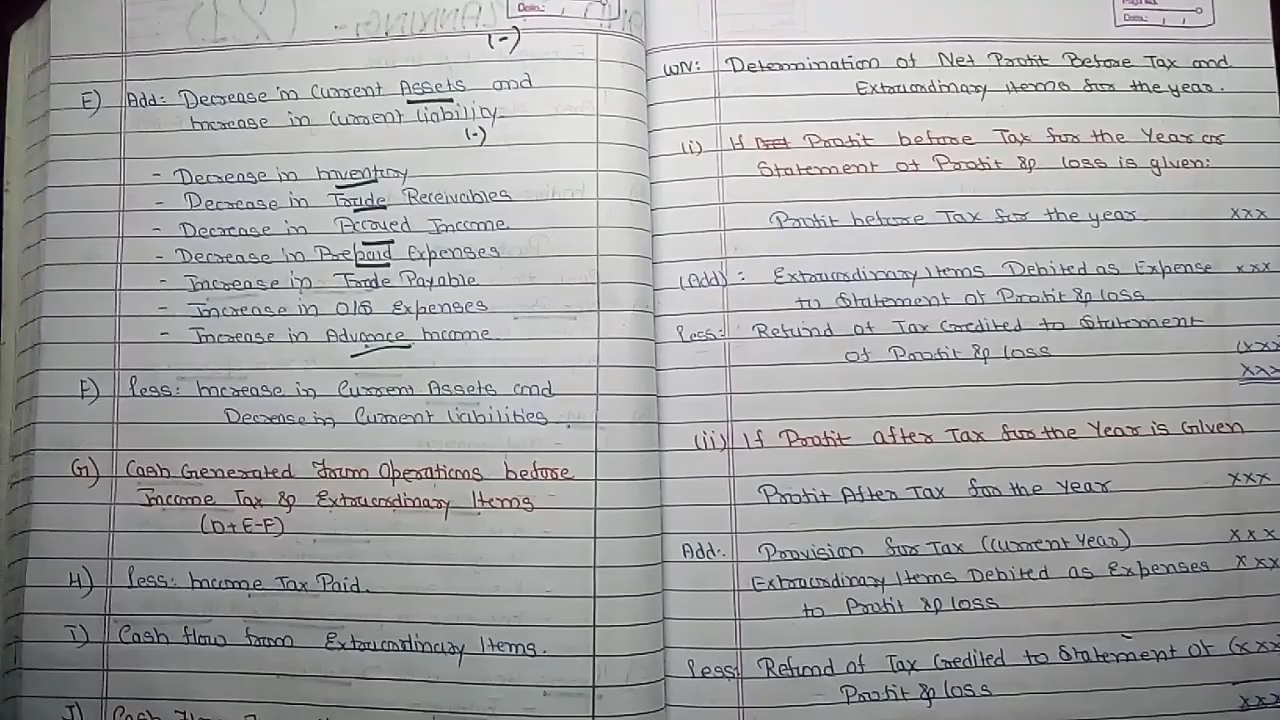 Date:
(-)
E) Add: Decrease in Current Assets and
Increase in Current liability
(-)
- Decrease in Inventory
- Decrease in Trade Receivables
- Decrease in Accrued Income
- Decrease in Prepaid Expenses
- Increase in Trade Payable
- Increase in O/S Expenses
- Increase in Advance Income
F) less: Increase in Current Assets and
Decrease in Current liabilities
G) Cash Generated from Operations before
Income Tax & Extraordinary Items
(D+E-F)
H) less: Income Tax Paid.
I) Cash flow from Extraordinary Items.
J) Cash Flow
Date:
WN: Determination of Net Profit Before Tax and
Extraordinary Items for the year.
(i) If Net Profit before Tax for the Year or
Statement of Profit & loss is given:
Profit before Tax for the year xxx
(Add): Extraordinary Items Debited as Expense xxx
to Statement of Profit & loss
less: Refund of Tax Credited to Statement
of Profit & loss (xxx
xxx
(ii) If Profit after Tax for the Year is Given
Profit After Tax for the Year xxx
Add: Provision for Tax (Current Year) xxx
Extraordinary Items Debited as Expenses xxx
to Profit & loss
less: Refund of Tax Credited to Statement of (xxx
Profit & loss
xxx